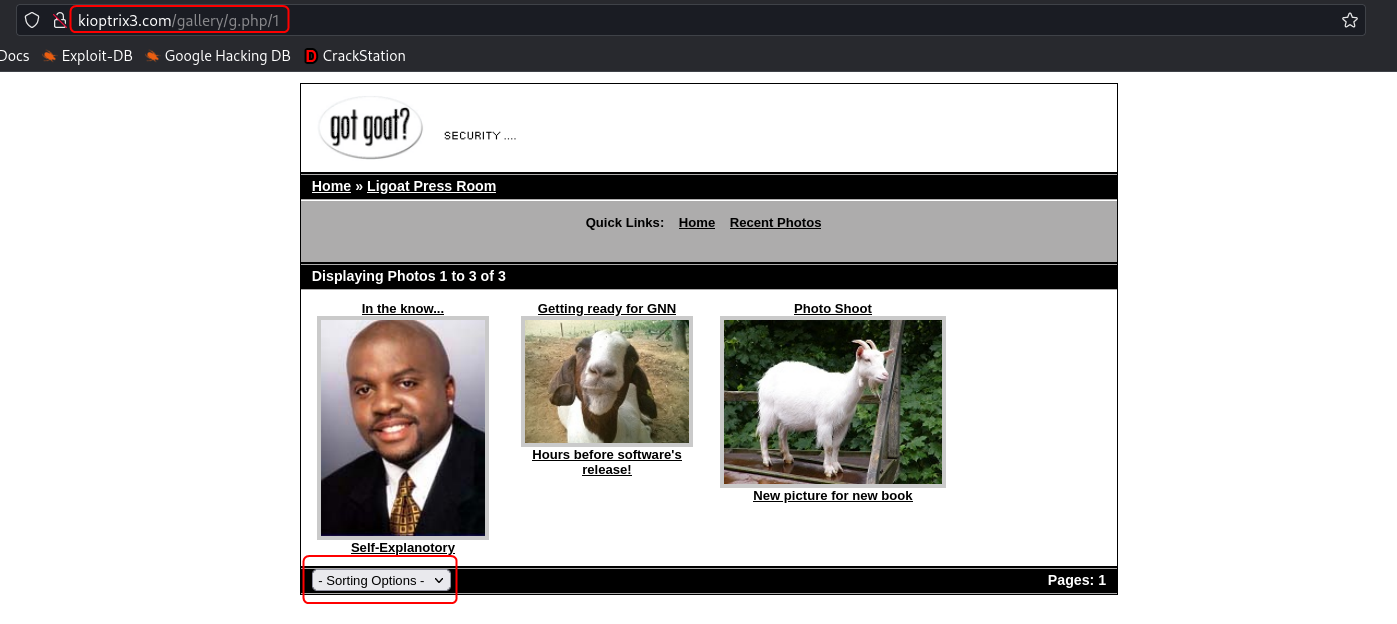 kioptrix3.com/gallery/g.php/1
Docs Exploit-DB Google Hacking DB D CrackStation
got goat? SECURITY ....
Home » Ligoat Press Room
Quick Links: Home Recent Photos
Displaying Photos 1 to 3 of 3
In the know... Getting ready for GNN Photo Shoot
Hours before software's
release!
New picture for new book
Self-Explanotory
- Sorting Options - Pages: 1